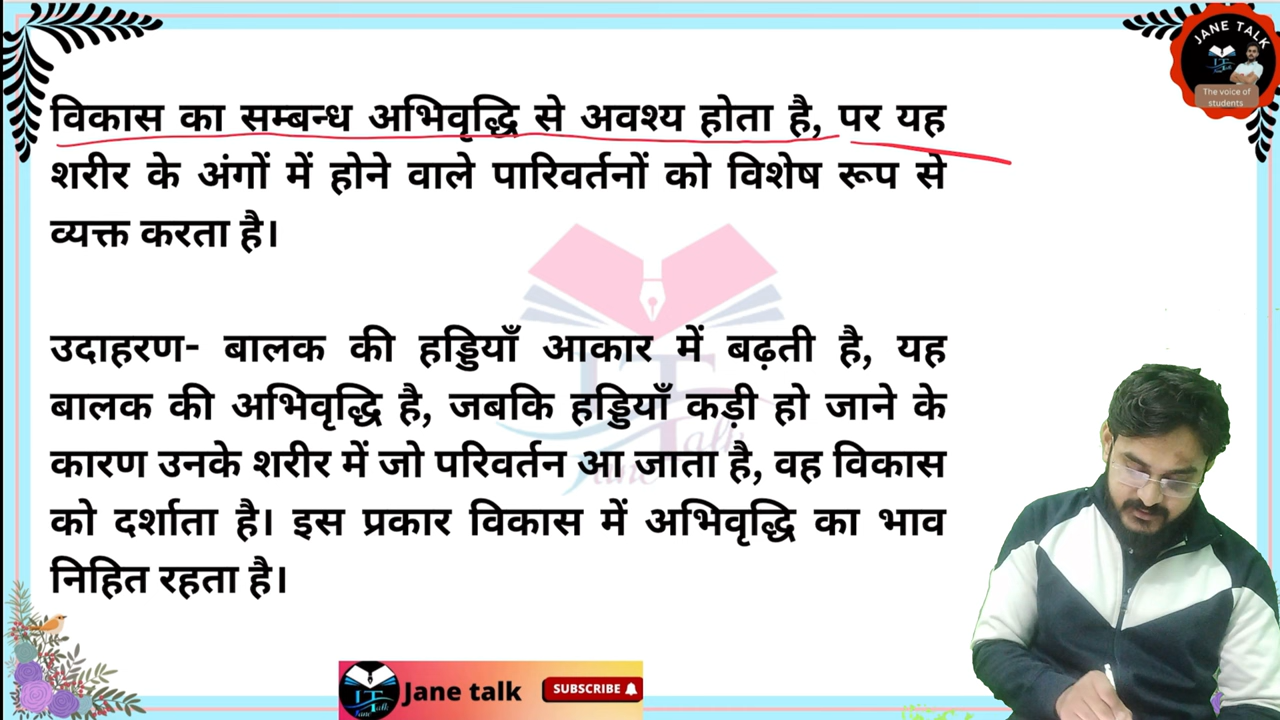 विकास का सम्बन्ध अभिवृद्धि से अवश्य होता है, पर यह
शरीर के अंगों में होने वाले पारिवर्तनों को विशेष रूप से
व्यक्त करता है।
उदाहरण- बालक की हड्डियाँ आकार में बढ़ती है, यह
बालक की अभिवृद्धि है, जबकि हड्डियाँ कड़ी हो जाने के
कारण उनके शरीर में जो परिवर्तन आ जाता है, वह विकास
को दर्शाता है। इस प्रकार विकास में अभिवृद्धि का भाव
निहित रहता है।
JANE TALK
The voice of
students
Jane talk
SUBSCRIBE